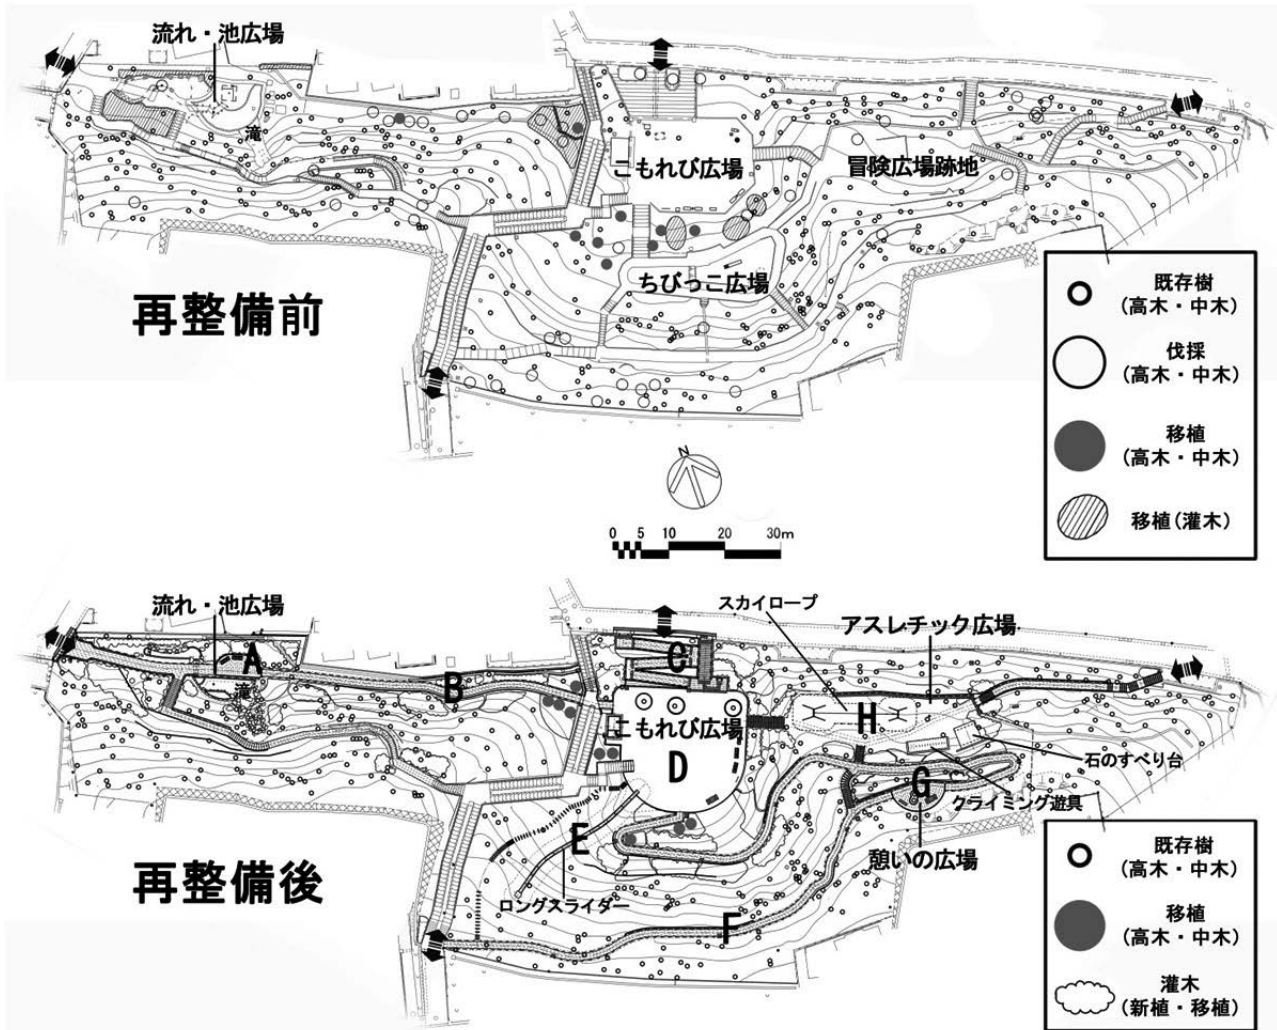 流れ・池広場
滝
こもれび広場
冒険広場跡地
ちびっこ広場
再整備前
既存樹
(高木・中木)
伐採
(高木・中木)
移植
(高木・中木)
移植(灌木)
N
0 5 10 20 30m
流れ・池広場
スカイロープ
アスレチック広場
A
B
C
滝
こもれび広場
D
H
石のすべり台
G
クライミング遊具
E
憩いの広場
ロングスライダー
F
再整備後
既存樹
(高木・中木)
移植
(高木・中木)
灌木
(新植・移植)